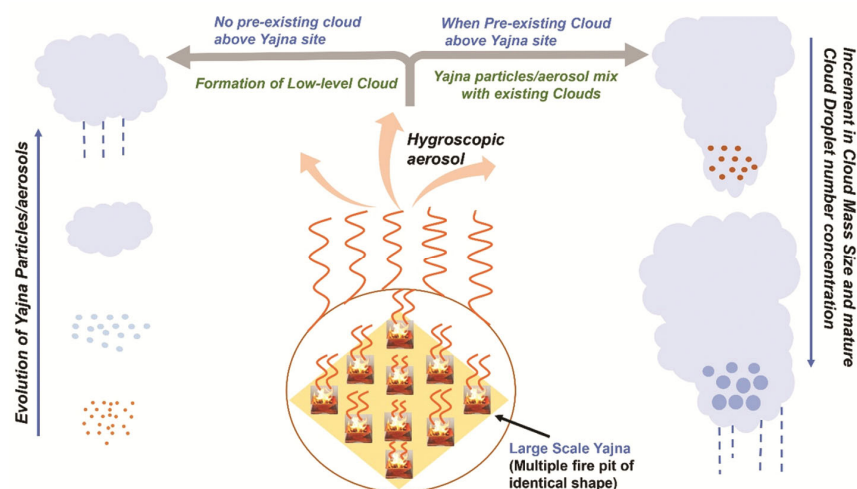 No pre-existing cloud
above Yajna site
When Pre-existing Cloud
above Yajna site
Formation of Low-level Cloud
Yajna particles/aerosol mix
with existing Clouds
Hygroscopic
aerosol
Evolution of Yajna Particles/aerosols
Increment in Cloud Mass Size and mature
Cloud Droplet number concentration
Large Scale Yajna
(Multiple fire pit of
identical shape)